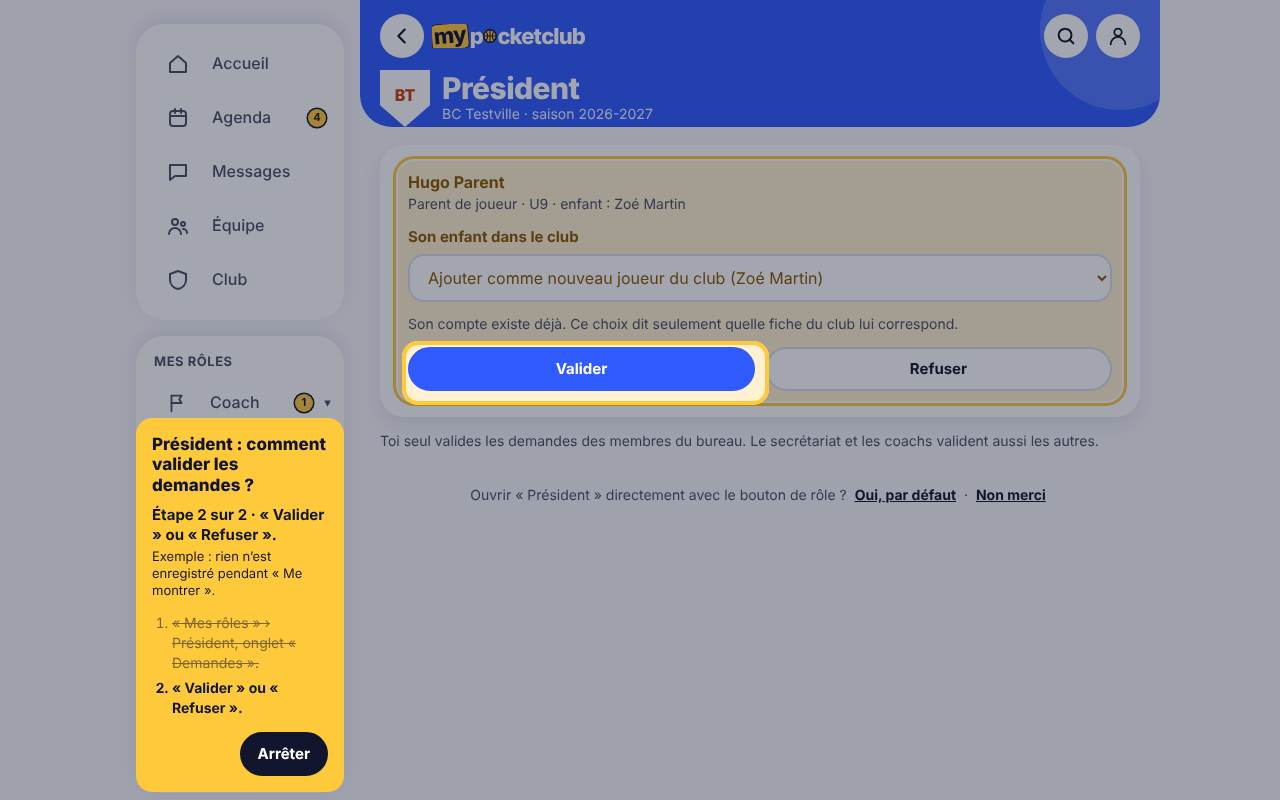 Accueil
Agenda
4
Messages
Équipe
Club
MES RÔLES
Coach
1
mypocketclub
BT
Président
BC Testville · saison 2026-2027
Hugo Parent
Parent de joueur · U9 · enfant : Zoé Martin
Son enfant dans le club
Ajouter comme nouveau joueur du club (Zoé Martin)
Son compte existe déjà. Ce choix dit seulement quelle fiche du club lui correspond.
Valider
Refuser
Toi seul valides les demandes des membres du bureau. Le secrétariat et les coachs valident aussi les autres.
Ouvrir « Président » directement avec le bouton de rôle ? Oui, par défaut · Non merci
Président : comment
valider les
demandes ?
Étape 2 sur 2 · « Valider
» ou « Refuser ».
Exemple : rien n’est
enregistré pendant « Me
montrer ».
1. « Mes rôles » ›
Président, onglet «
Demandes ».
2. « Valider » ou «
Refuser ».
Arrêter